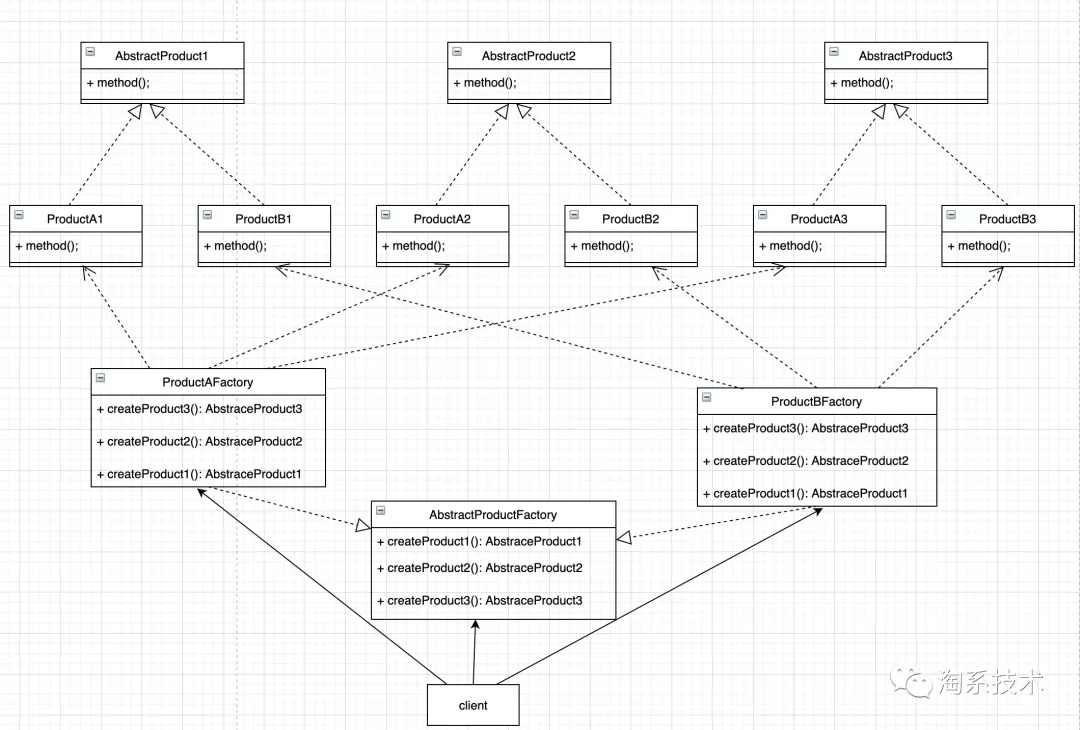 AbstractProduct1
+ method();
AbstractProduct2
+ method();
AbstractProduct3
+ method();
ProductA1
+ method();
ProductB1
+ method();
ProductA2
+ method();
ProductB2
+ method();
ProductA3
+ method();
ProductB3
+ method();
ProductAFactory
+ createProduct3(): AbstraceProduct3
+ createProduct2(): AbstraceProduct2
+ createProduct1(): AbstraceProduct1
ProductBFactory
+ createProduct3(): AbstraceProduct3
+ createProduct2(): AbstraceProduct2
+ createProduct1(): AbstraceProduct1
AbstractProductFactory
+ createProduct1(): AbstraceProduct1
+ createProduct2(): AbstraceProduct2
+ createProduct3(): AbstraceProduct3
client
淘系技术